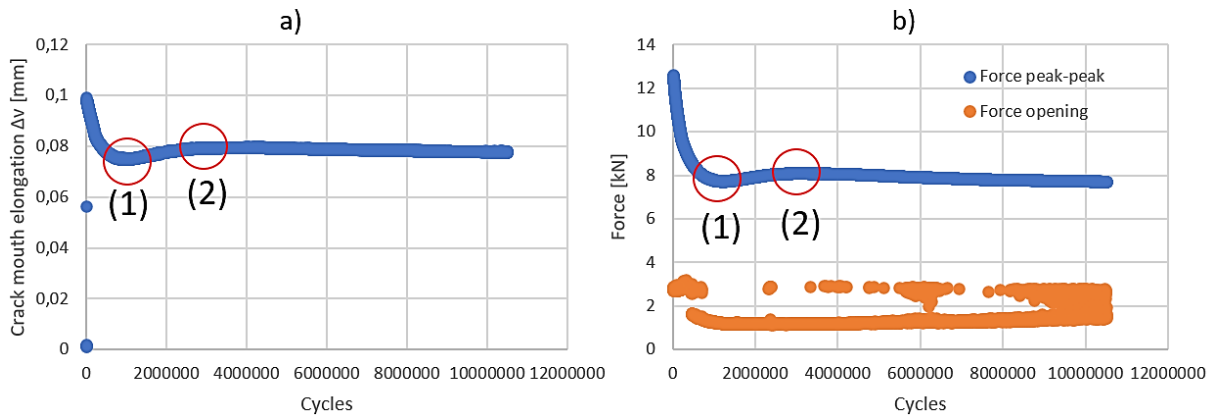 a)
Crack mouth elongation Δv [mm]
0,12
0,1
0,08
0,06
0,04
0,02
0
(1)
(2)
0 2000000 4000000 6000000 8000000 10000000 12000000
Cycles
b)
Force [kN]
14
12
10
8
6
4
2
0
Force peak-peak
Force opening
(1)
(2)
0 2000000 4000000 6000000 8000000 10000000 12000000
Cycles